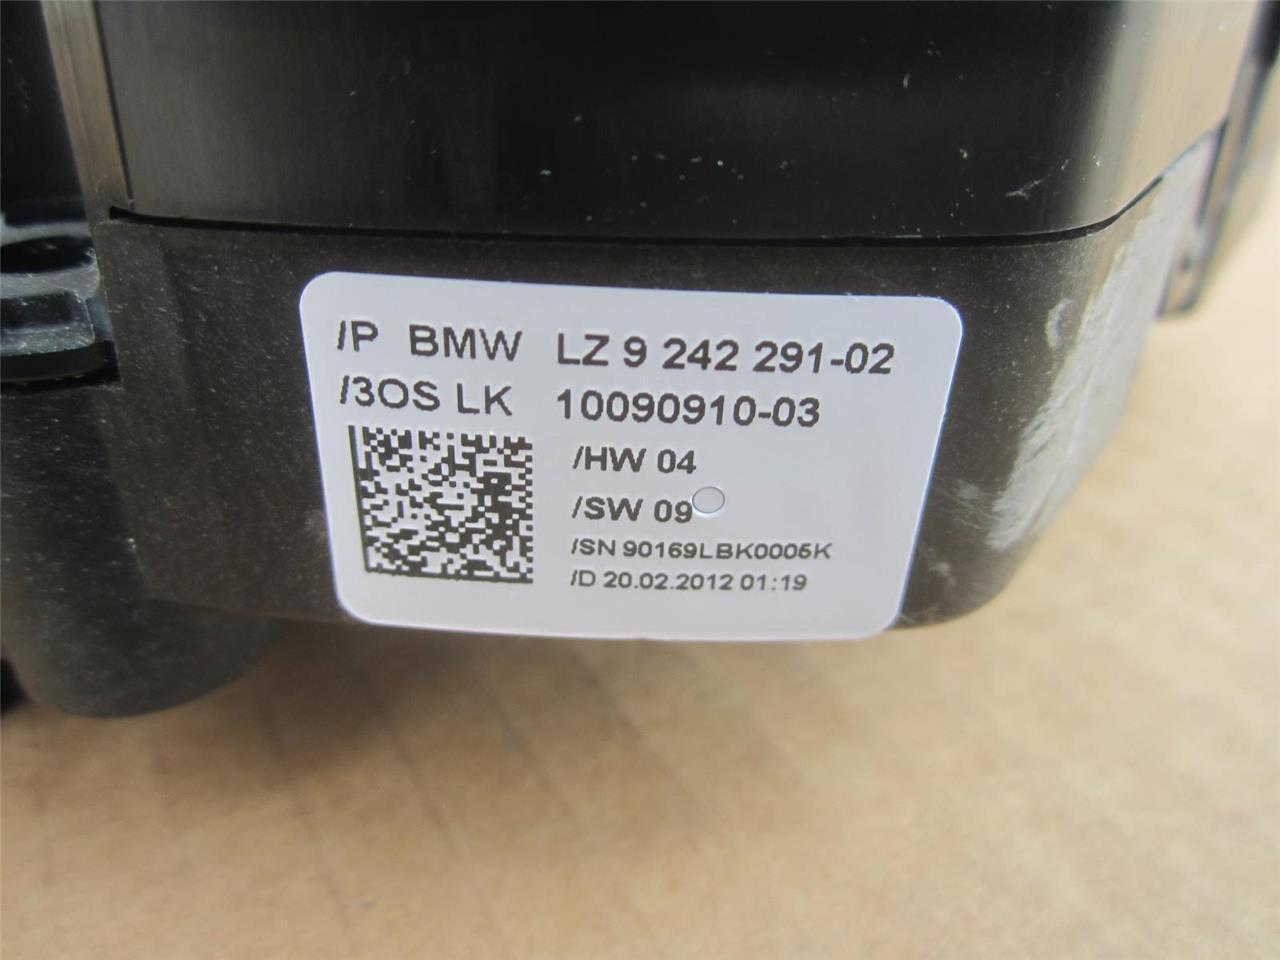 /P BMW LZ 9 242 291-02
/3OS LK 10090910-03
/HW 04
/SW 09
/SN 90169LBK0005K
/D 20.02.2012 01:19